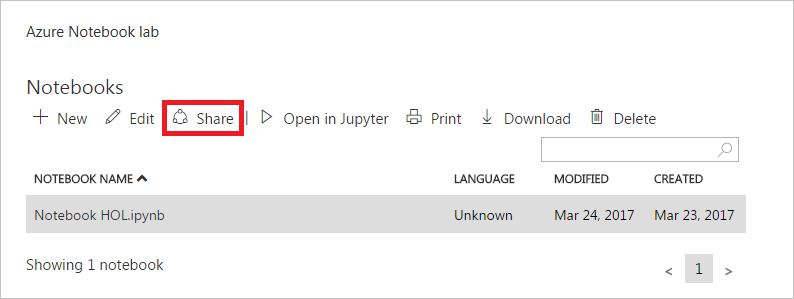 Azure Notebook lab
Notebooks
New Edit Share | Open in Jupyter Print Download Delete
NOTEBOOK NAME LANGUAGE MODIFIED CREATED
Notebook HOL.ipynb Unknown Mar 24, 2017 Mar 23, 2017
Showing 1 notebook < 1 >